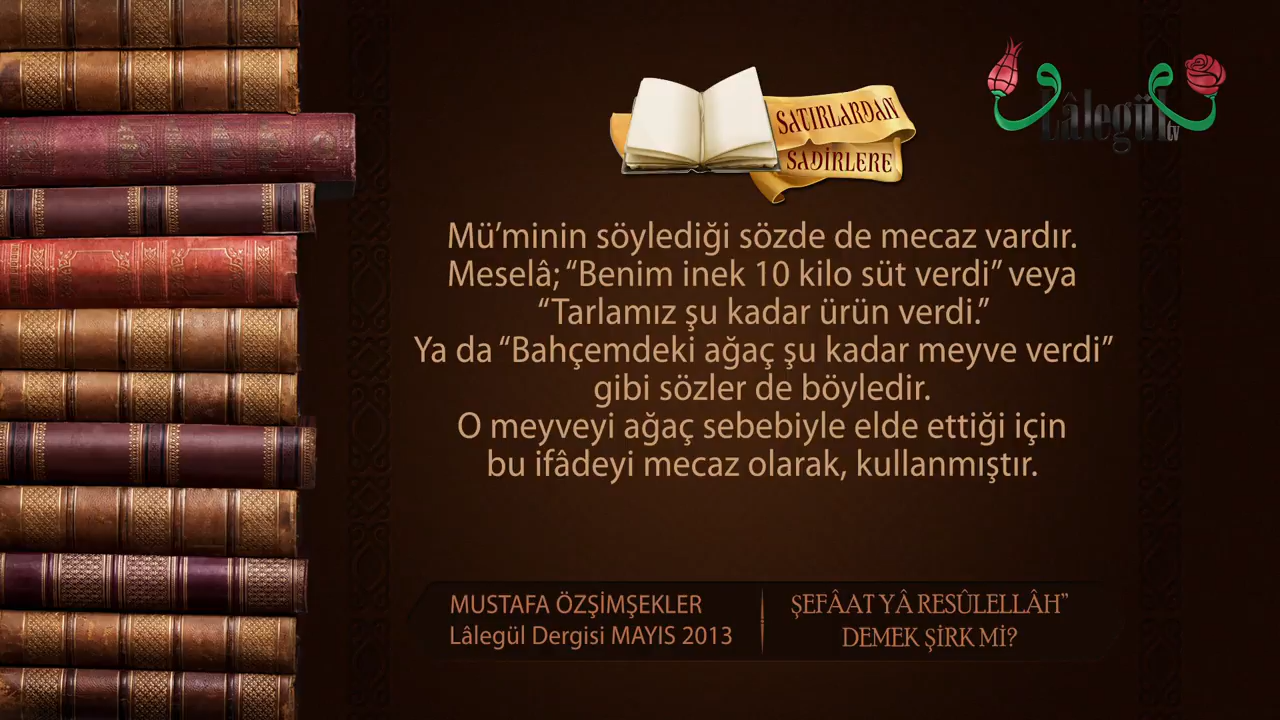 SATIRLARDAN
SADIRLERE
Lâlegül tv
Mü’minin söylediği sözde de mecaz vardır.
Meselâ; “Benim inek 10 kilo süt verdi” veya
“Tarlamız şu kadar ürün verdi.”
Ya da “Bahçemdeki ağaç şu kadar meyve verdi”
gibi sözler de böyledir.
O meyveyi ağaç sebebiyle elde ettiği için
bu ifâdeyi mecaz olarak, kullanmıştır.
MUSTAFA ÖZŞİMŞEKLER
Lâlegül Dergisi MAYIS 2013
ŞEFÂAT YÂ RESÛLELLÂH”
DEMEK ŞİRK Mİ?